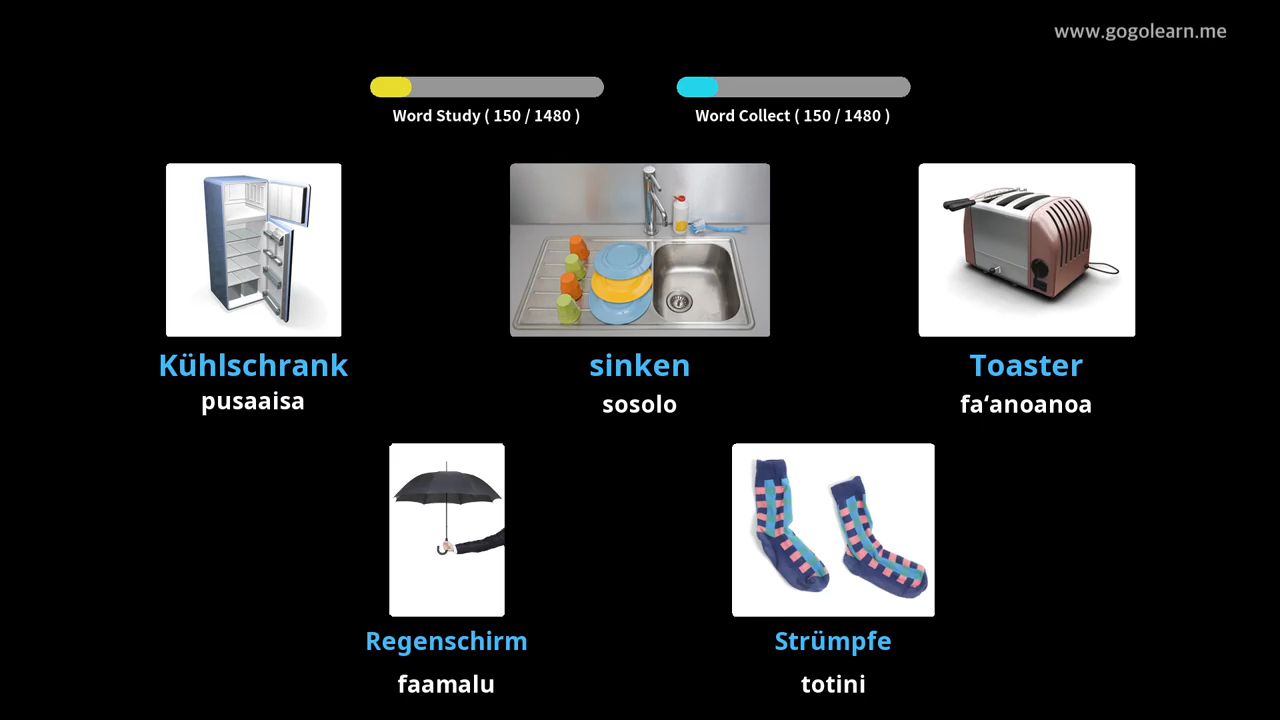 www.gogolearn.me
Word Study ( 150 / 1480 )
Word Collect ( 150 / 1480 )
Kühlschrank
pusaaisa
sinken
sosolo
Toaster
faʻanoanoa
Regenschirm
faamalu
Strümpfe
totini